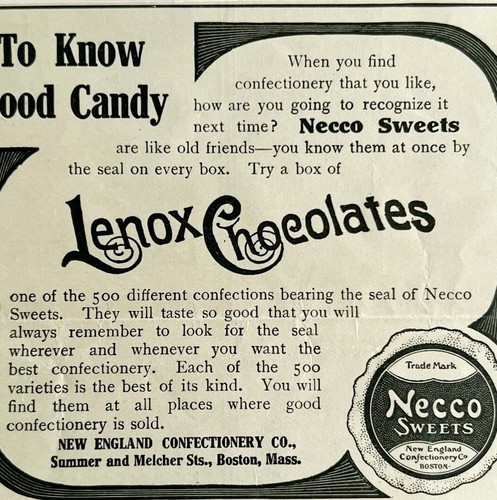 To Know
ood Candy
When you find
confectionery that you like,
how are you going to recognize it
next time? Necco Sweets
are like old friends—you know them at once by
the seal on every box. Try a box of
Lenox Chocolates
one of the 500 different confections bearing the seal of Necco
Sweets. They will taste so good that you will
always remember to look for the seal
wherever and whenever you want the
best confectionery. Each of the 500
varieties is the best of its kind. You will
find them at all places where good
confectionery is sold.
NEW ENGLAND CONFECTIONERY CO.,
Summer and Melcher Sts., Boston, Mass.
Trade Mark
Necco
SWEETS
New England
Confectionery Co
BOSTON.